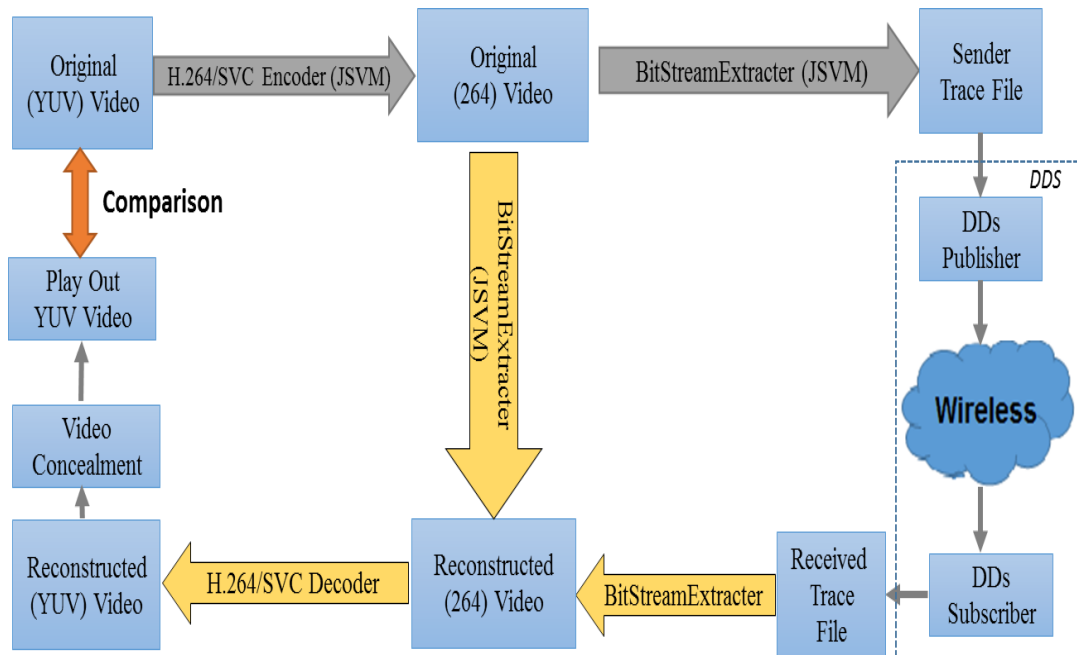 Original
(YUV) Video
H.264/SVC Encoder (JSVM)
Original
(264) Video
BitStreamExtracter (JSVM)
Sender
Trace File
DDS
Comparison
BitStreamExtracter
(JSVM)
DDs
Publisher
Play Out
YUV Video
Wireless
Video
Concealment
Reconstructed
(YUV) Video
H.264/SVC Decoder
Reconstructed
(264) Video
BitStreamExtracter
Received
Trace
File
DDs
Subscriber